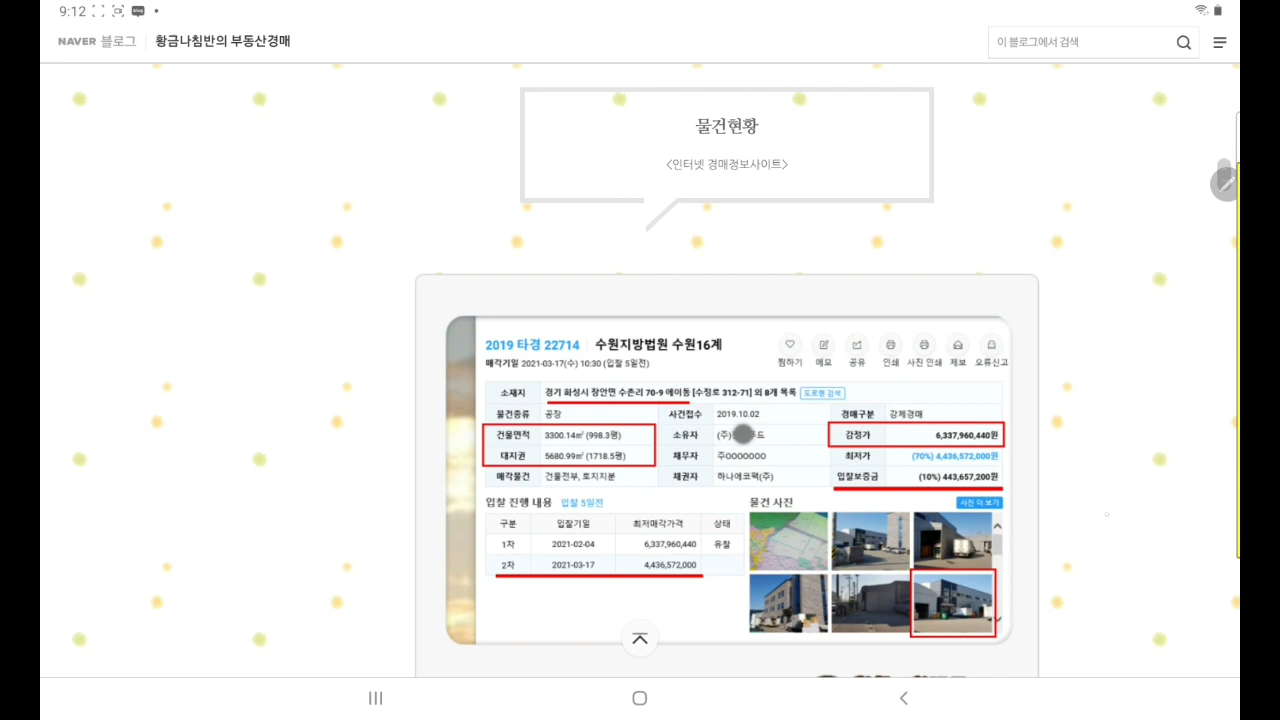 9:12
NAVER 블로그 황금나침반의 부동산경매
이 블로그에서 검색
물건현황
<인터넷 경매정보사이트>
2019 타경 22714 수원지방법원 수원16계
매각기일 2021-03-17(수) 10:30 (입찰 5일전)
찜하기 메모 공유 인쇄 사진 인쇄 제보 오류신고
소재지 경기 화성시 장안면 수촌리 70-9 에이동 [수정로 312-71] 외 8개 목록 도로명 검색
물건종류 공장 사건접수 2019.10.02 경매구분 강제경매
건물면적 3300.14㎡ (998.3평) 소유자 (주) 푸드 감정가 6,337,960,440원
대지권 5680.99㎡ (1718.5평) 채무자 주0000000 최저가 (70%) 4,436,572,000원
매각물건 건물전부, 토지지분 채권자 하나에코팩(주) 입찰보증금 (10%) 443,657,200원
입찰 진행 내용 입찰 5일전
구분 입찰기일 최저매각가격 상태
1차 2021-02-04 6,337,960,440 유찰
2차 2021-03-17 4,436,572,000
물건 사진 사진 더 보기